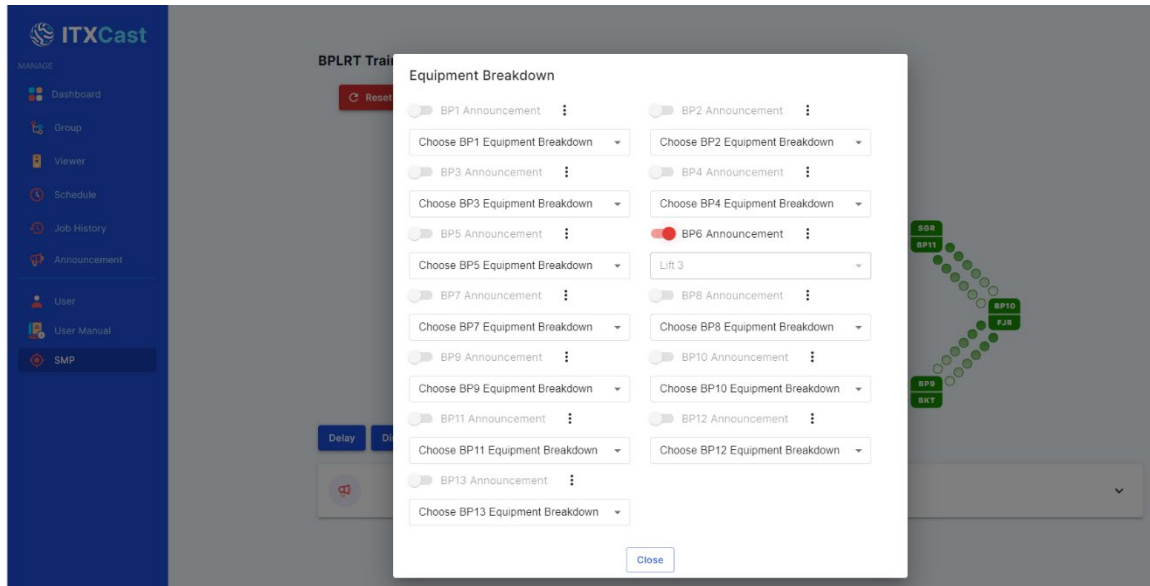 ITXCast
MANAGE
Dashboard
Group
Viewer
Schedule
Job History
Announcement
User
User Manual
SMP
BPLRT Trai
Reset
Equipment Breakdown
BP1 Announcement
BP2 Announcement
Choose BP1 Equipment Breakdown
Choose BP2 Equipment Breakdown
BP3 Announcement
BP4 Announcement
Choose BP3 Equipment Breakdown
Choose BP4 Equipment Breakdown
BP5 Announcement
BP6 Announcement
Choose BP5 Equipment Breakdown
Lift 3
BP7 Announcement
BP8 Announcement
Choose BP7 Equipment Breakdown
Choose BP8 Equipment Breakdown
BP9 Announcement
BP10 Announcement
Choose BP9 Equipment Breakdown
Choose BP10 Equipment Breakdown
BP11 Announcement
BP12 Announcement
Choose BP11 Equipment Breakdown
Choose BP12 Equipment Breakdown
BP13 Announcement
Choose BP13 Equipment Breakdown
Close
Delay
Di
SGR
BP11
BP10
FJR
BP9
BKT